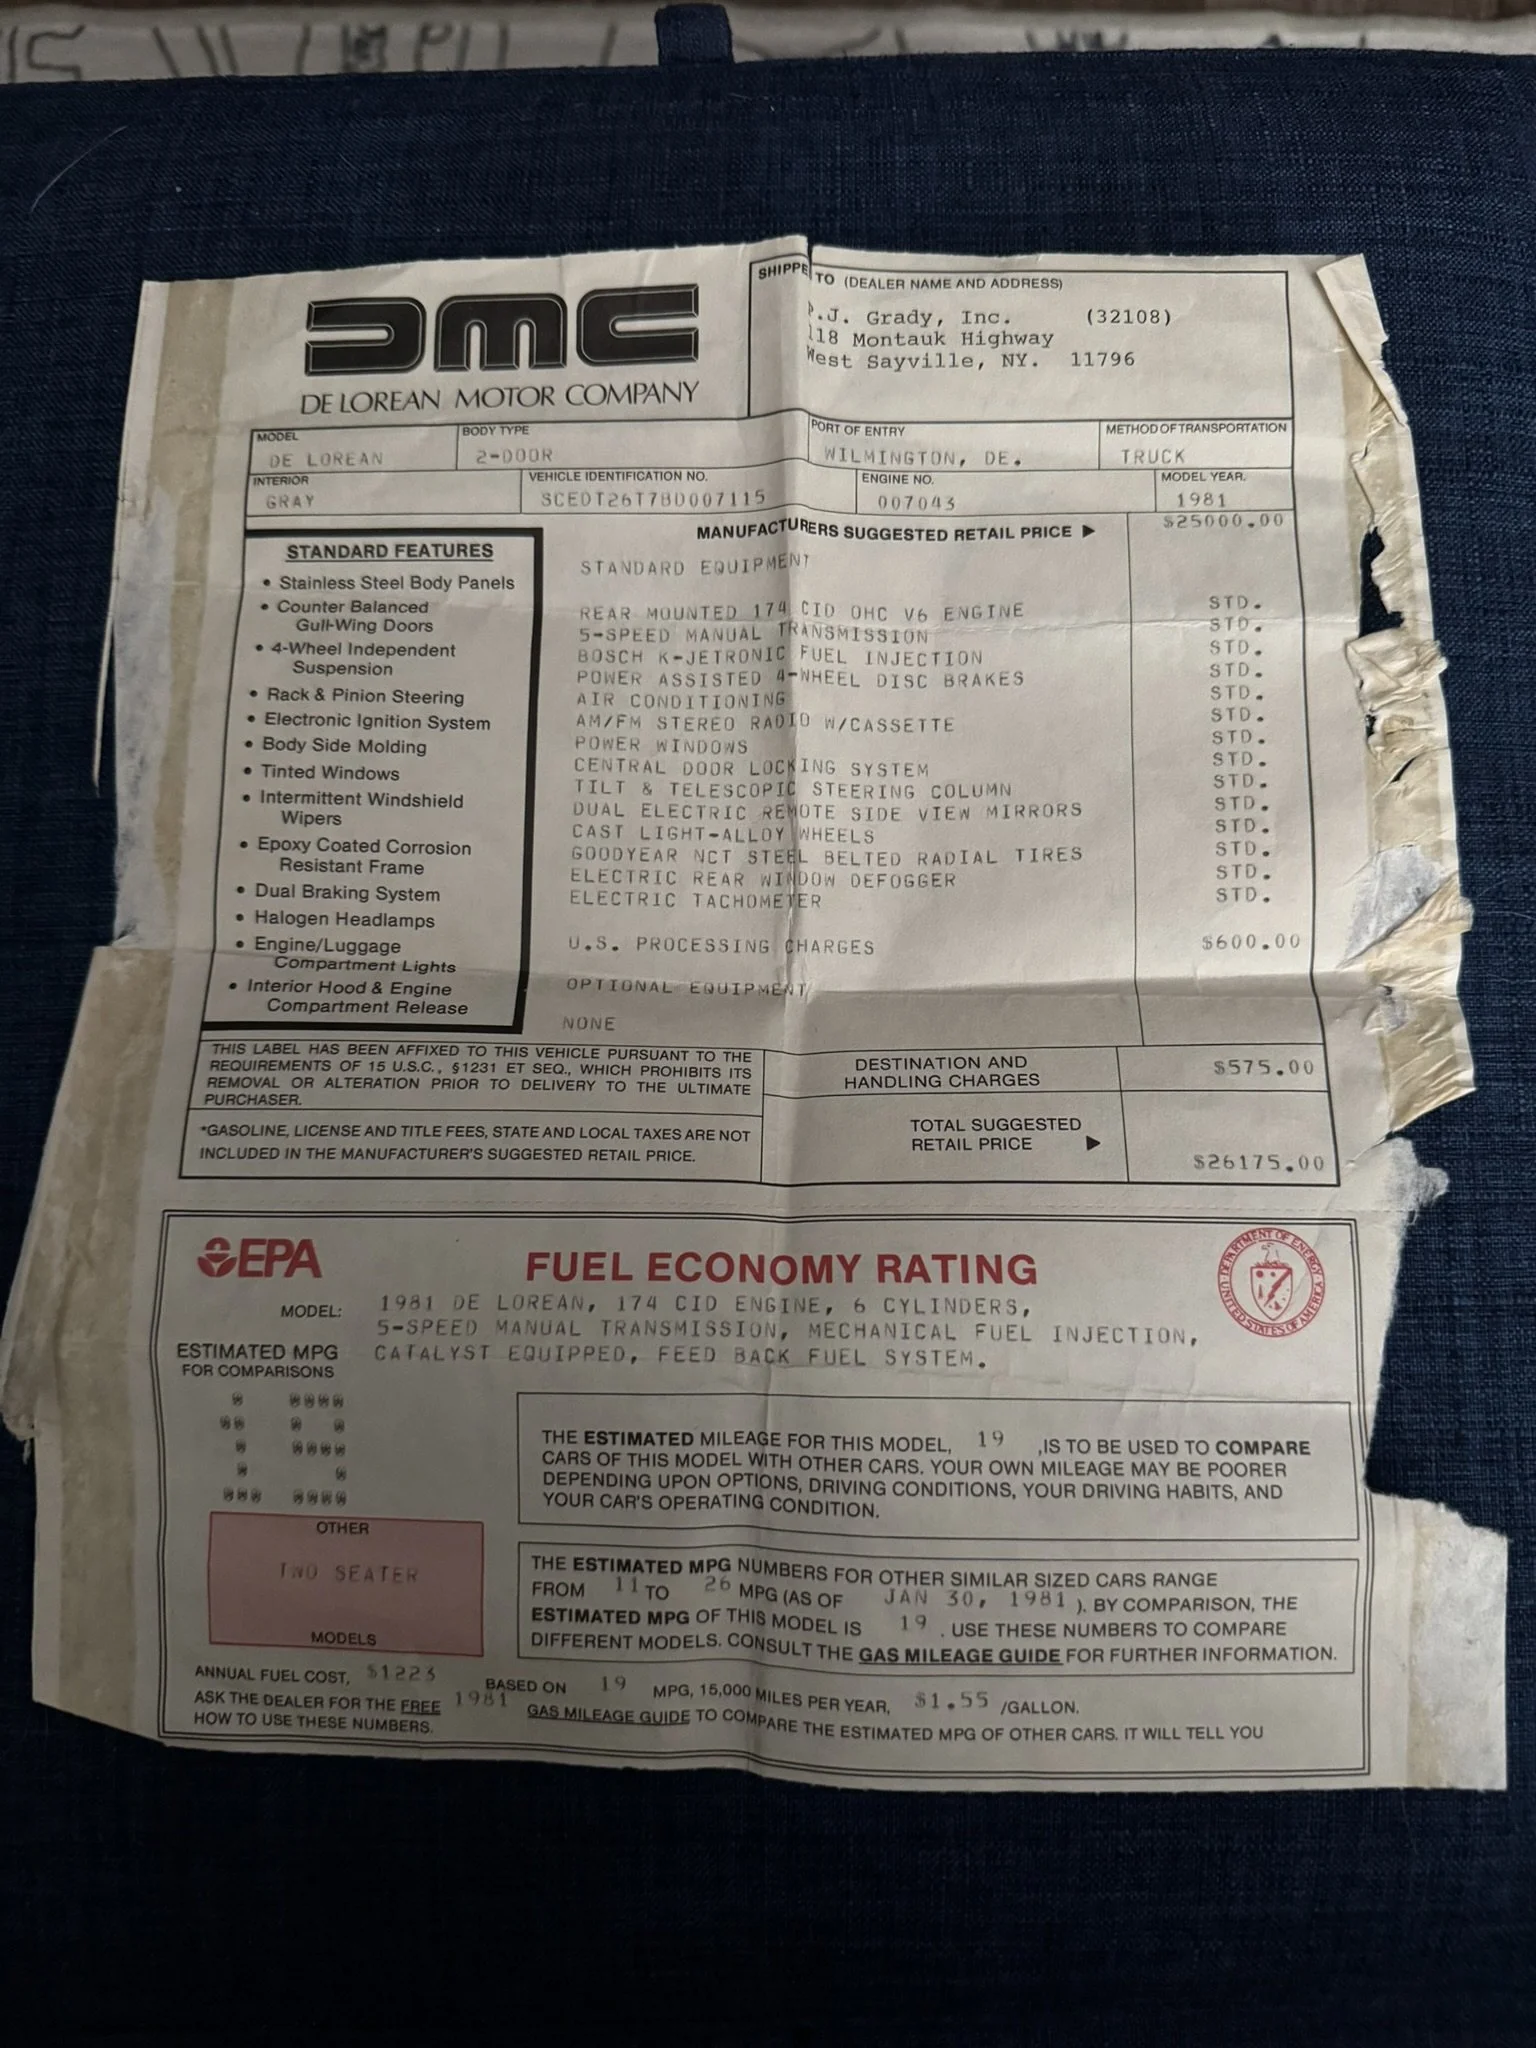 DMC
DE LOREAN MOTOR COMPANY
SHIPPE TO (DEALER NAME AND ADDRESS)
P.J. Grady, Inc. (32108)
118 Montauk Highway
West Sayville, NY. 11796
MODEL
DE LOREAN
BODY TYPE
2-DOOR
PORT OF ENTRY
WILMINGTON, DE.
METHOD OF TRANSPORTATION
TRUCK
INTERIOR
GRAY
VEHICLE IDENTIFICATION NO.
SCEDT26T7BD007115
ENGINE NO.
007043
MODEL YEAR.
1981
MANUFACTURERS SUGGESTED RETAIL PRICE ▶ $25000.00
STANDARD FEATURES
• Stainless Steel Body Panels
• Counter Balanced
Gull-Wing Doors
• 4-Wheel Independent
Suspension
• Rack & Pinion Steering
• Electronic Ignition System
• Body Side Molding
• Tinted Windows
• Intermittent Windshield
Wipers
• Epoxy Coated Corrosion
Resistant Frame
• Dual Braking System
• Halogen Headlamps
• Engine/Luggage
Compartment Lights
• Interior Hood & Engine
Compartment Release
STANDARD EQUIPMENT
REAR MOUNTED 174 CID OHC V6 ENGINE STD.
5-SPEED MANUAL TRANSMISSION STD.
BOSCH K-JETRONIC FUEL INJECTION STD.
POWER ASSISTED 4-WHEEL DISC BRAKES STD.
AIR CONDITIONING STD.
AM/FM STEREO RADIO W/CASSETTE STD.
POWER WINDOWS STD.
CENTRAL DOOR LOCKING SYSTEM STD.
TILT & TELESCOPIC STEERING COLUMN STD.
DUAL ELECTRIC REMOTE SIDE VIEW MIRRORS STD.
CAST LIGHT-ALLOY WHEELS STD.
GOODYEAR NCT STEEL BELTED RADIAL TIRES STD.
ELECTRIC REAR WINDOW DEFOGGER STD.
ELECTRIC TACHOMETER STD.
U.S. PROCESSING CHARGES $600.00
OPTIONAL EQUIPMENT
NONE
THIS LABEL HAS BEEN AFFIXED TO THIS VEHICLE PURSUANT TO THE
REQUIREMENTS OF 15 U.S.C., §1231 ET SEQ., WHICH PROHIBITS ITS
REMOVAL OR ALTERATION PRIOR TO DELIVERY TO THE ULTIMATE
PURCHASER.
*GASOLINE, LICENSE AND TITLE FEES, STATE AND LOCAL TAXES ARE NOT
INCLUDED IN THE MANUFACTURER'S SUGGESTED RETAIL PRICE.
DESTINATION AND
HANDLING CHARGES $575.00
TOTAL SUGGESTED
RETAIL PRICE ▶ $26175.00
EPA
FUEL ECONOMY RATING
UNITED STATES OF AMERICA DEPARTMENT OF ENERGY
MODEL: 1981 DE LOREAN, 174 CID ENGINE, 6 CYLINDERS,
5-SPEED MANUAL TRANSMISSION, MECHANICAL FUEL INJECTION,
CATALYST EQUIPPED, FEED BACK FUEL SYSTEM.
ESTIMATED MPG
FOR COMPARISONS
19
OTHER
TWO SEATER
MODELS
THE ESTIMATED MILEAGE FOR THIS MODEL, 19 ,IS TO BE USED TO COMPARE
CARS OF THIS MODEL WITH OTHER CARS. YOUR OWN MILEAGE MAY BE POORER
DEPENDING UPON OPTIONS, DRIVING CONDITIONS, YOUR DRIVING HABITS, AND
YOUR CAR'S OPERATING CONDITION.
THE ESTIMATED MPG NUMBERS FOR OTHER SIMILAR SIZED CARS RANGE
FROM 11 TO 26 MPG (AS OF JAN 30, 1981 ). BY COMPARISON, THE
ESTIMATED MPG OF THIS MODEL IS 19 . USE THESE NUMBERS TO COMPARE
DIFFERENT MODELS. CONSULT THE GAS MILEAGE GUIDE FOR FURTHER INFORMATION.
ANNUAL FUEL COST, $1223 BASED ON 19 MPG, 15,000 MILES PER YEAR, $1.55 /GALLON.
ASK THE DEALER FOR THE FREE 1981 GAS MILEAGE GUIDE TO COMPARE THE ESTIMATED MPG OF OTHER CARS. IT WILL TELL YOU
HOW TO USE THESE NUMBERS.